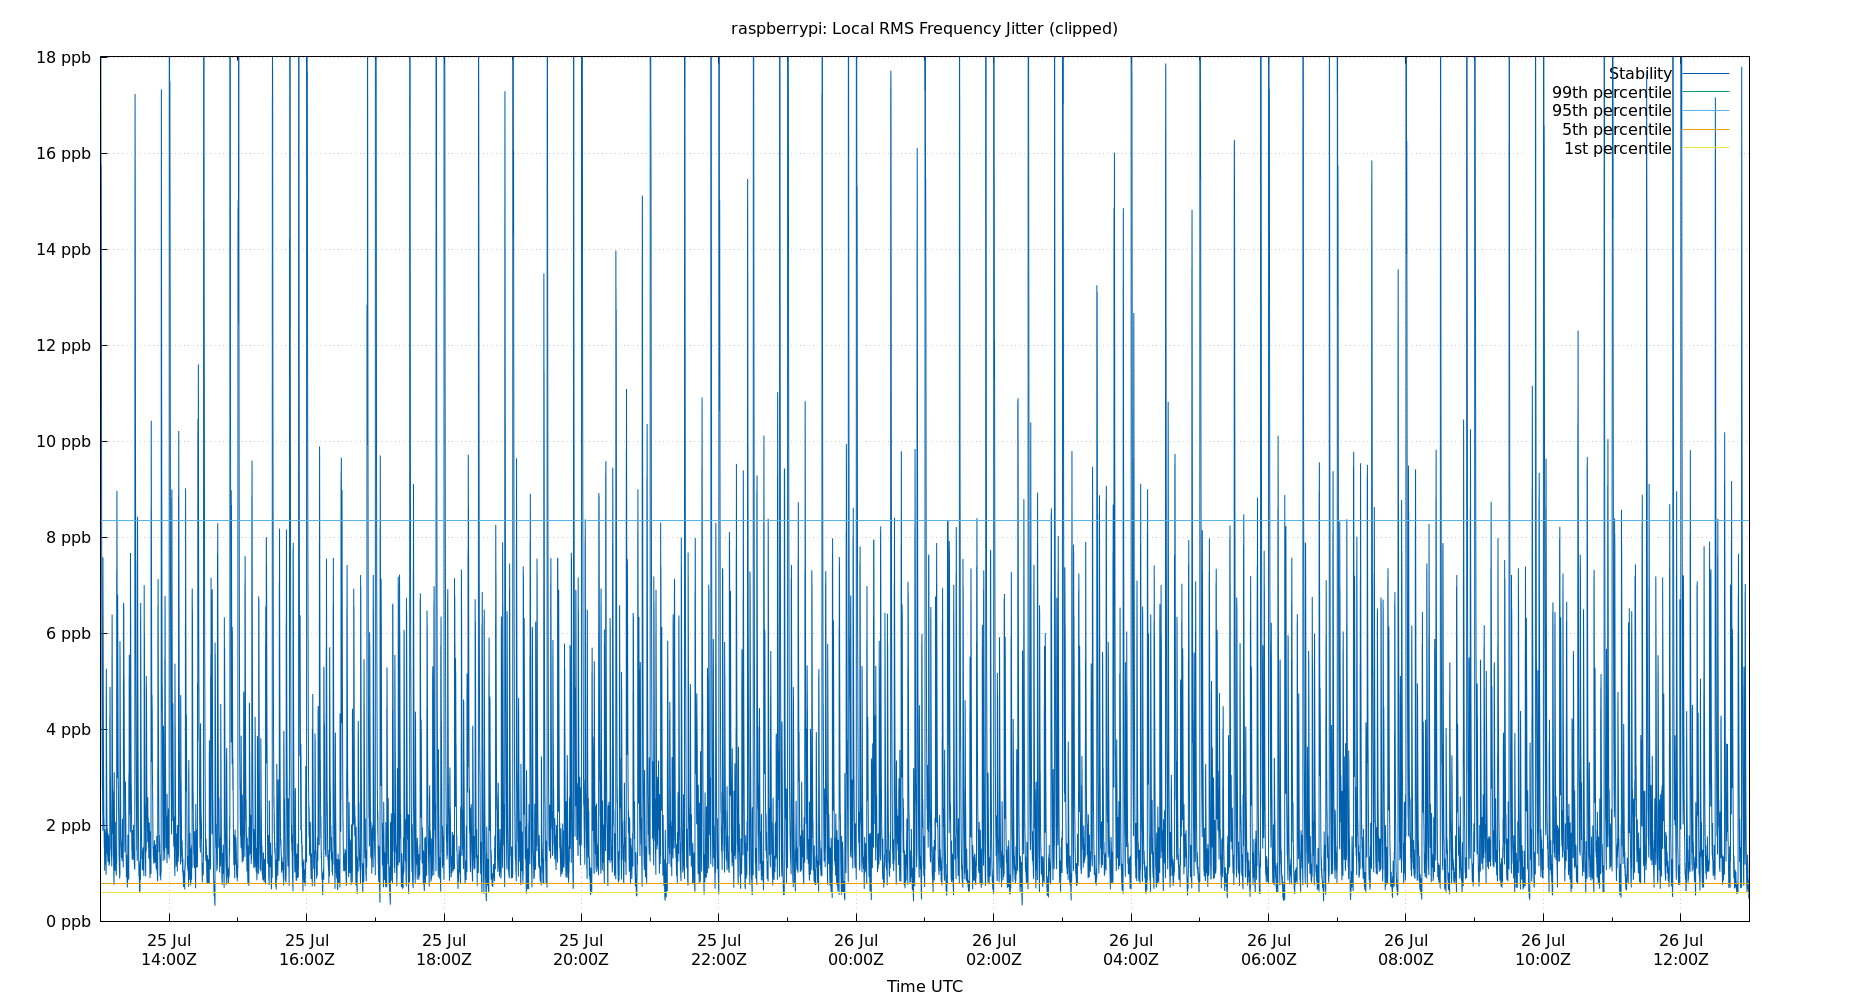 raspberrypi: Local RMS Frequency Jitter (clipped)
18 ppb
16 ppb
14 ppb
12 ppb
10 ppb
8 ppb
6 ppb
4 ppb
2 ppb
0 ppb
Stability
99th percentile
95th percentile
5th percentile
1st percentile
25 Jul 25 Jul 25 Jul 25 Jul 25 Jul 26 Jul 26 Jul 26 Jul 26 Jul 26 Jul 26 Jul 26 Jul
14:00Z 16:00Z 18:00Z 20:00Z 22:00Z 00:00Z 02:00Z 04:00Z 06:00Z 08:00Z 10:00Z 12:00Z
Time UTC